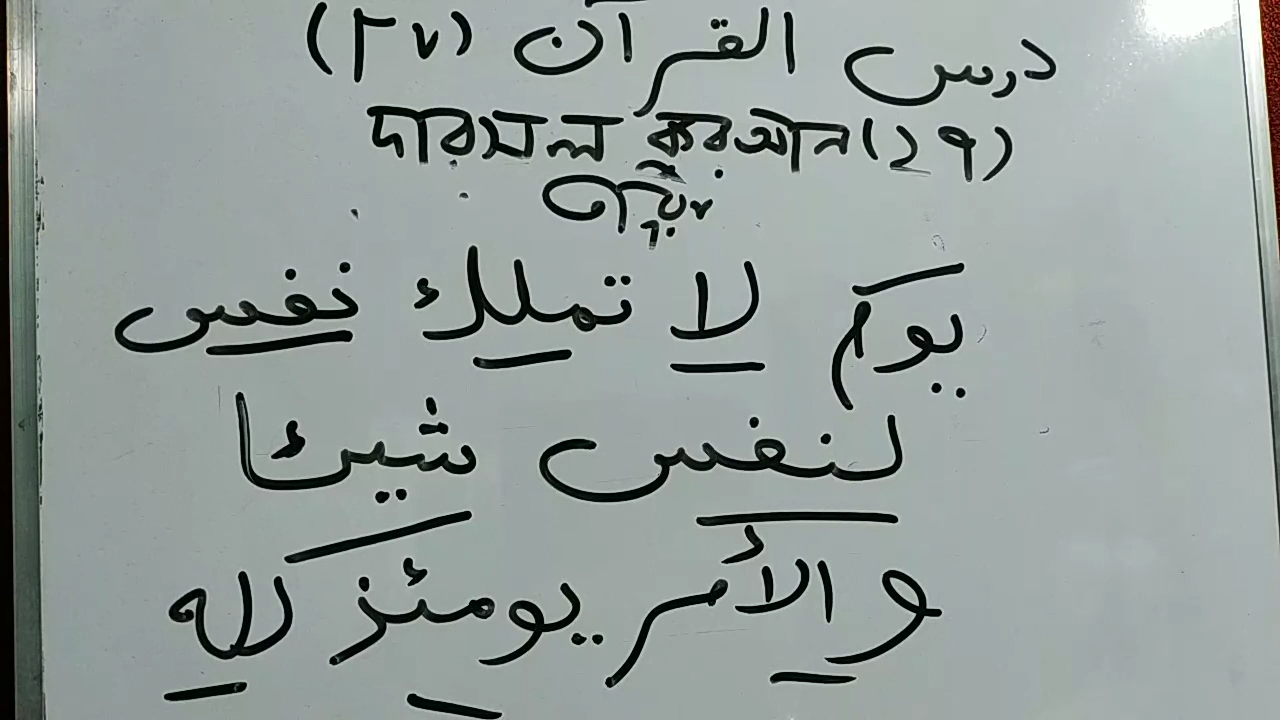 درس القرآن (٢٧)
দারসুল কুরআন (২৭)
يوم لا تملك نفس
لنفس شيئا
والأمر يومئذ لله